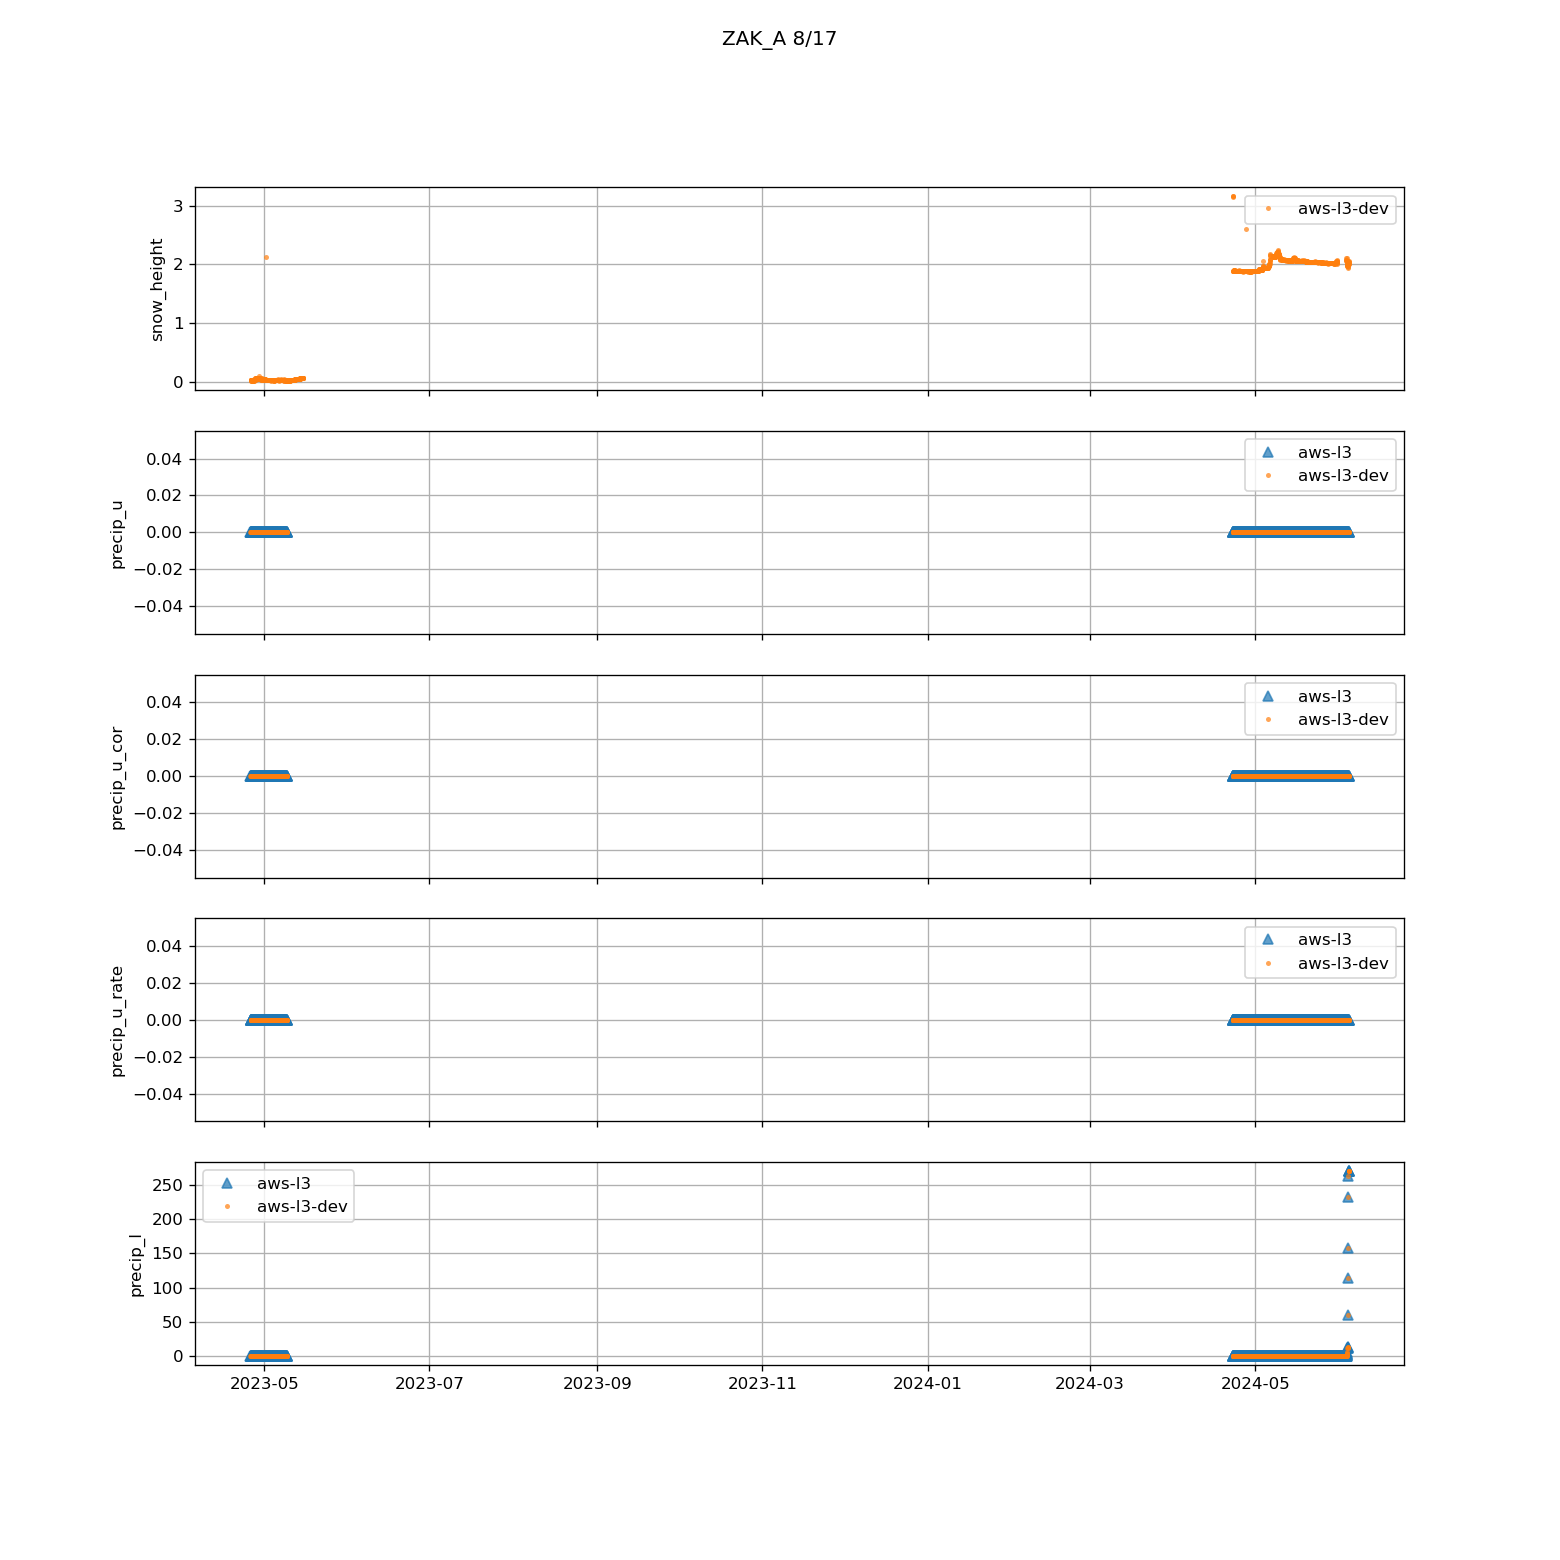 ZAK_A 8/17
snow_height
3
2
1
0
aws-l3-dev
precip_u
0.04
0.02
0.00
−0.02
−0.04
aws-l3
aws-l3-dev
precip_u_cor
0.04
0.02
0.00
−0.02
−0.04
aws-l3
aws-l3-dev
precip_u_rate
0.04
0.02
0.00
−0.02
−0.04
aws-l3
aws-l3-dev
precip_l
250
200
150
100
50
0
aws-l3
aws-l3-dev
2023-05 2023-07 2023-09 2023-11 2024-01 2024-03 2024-05